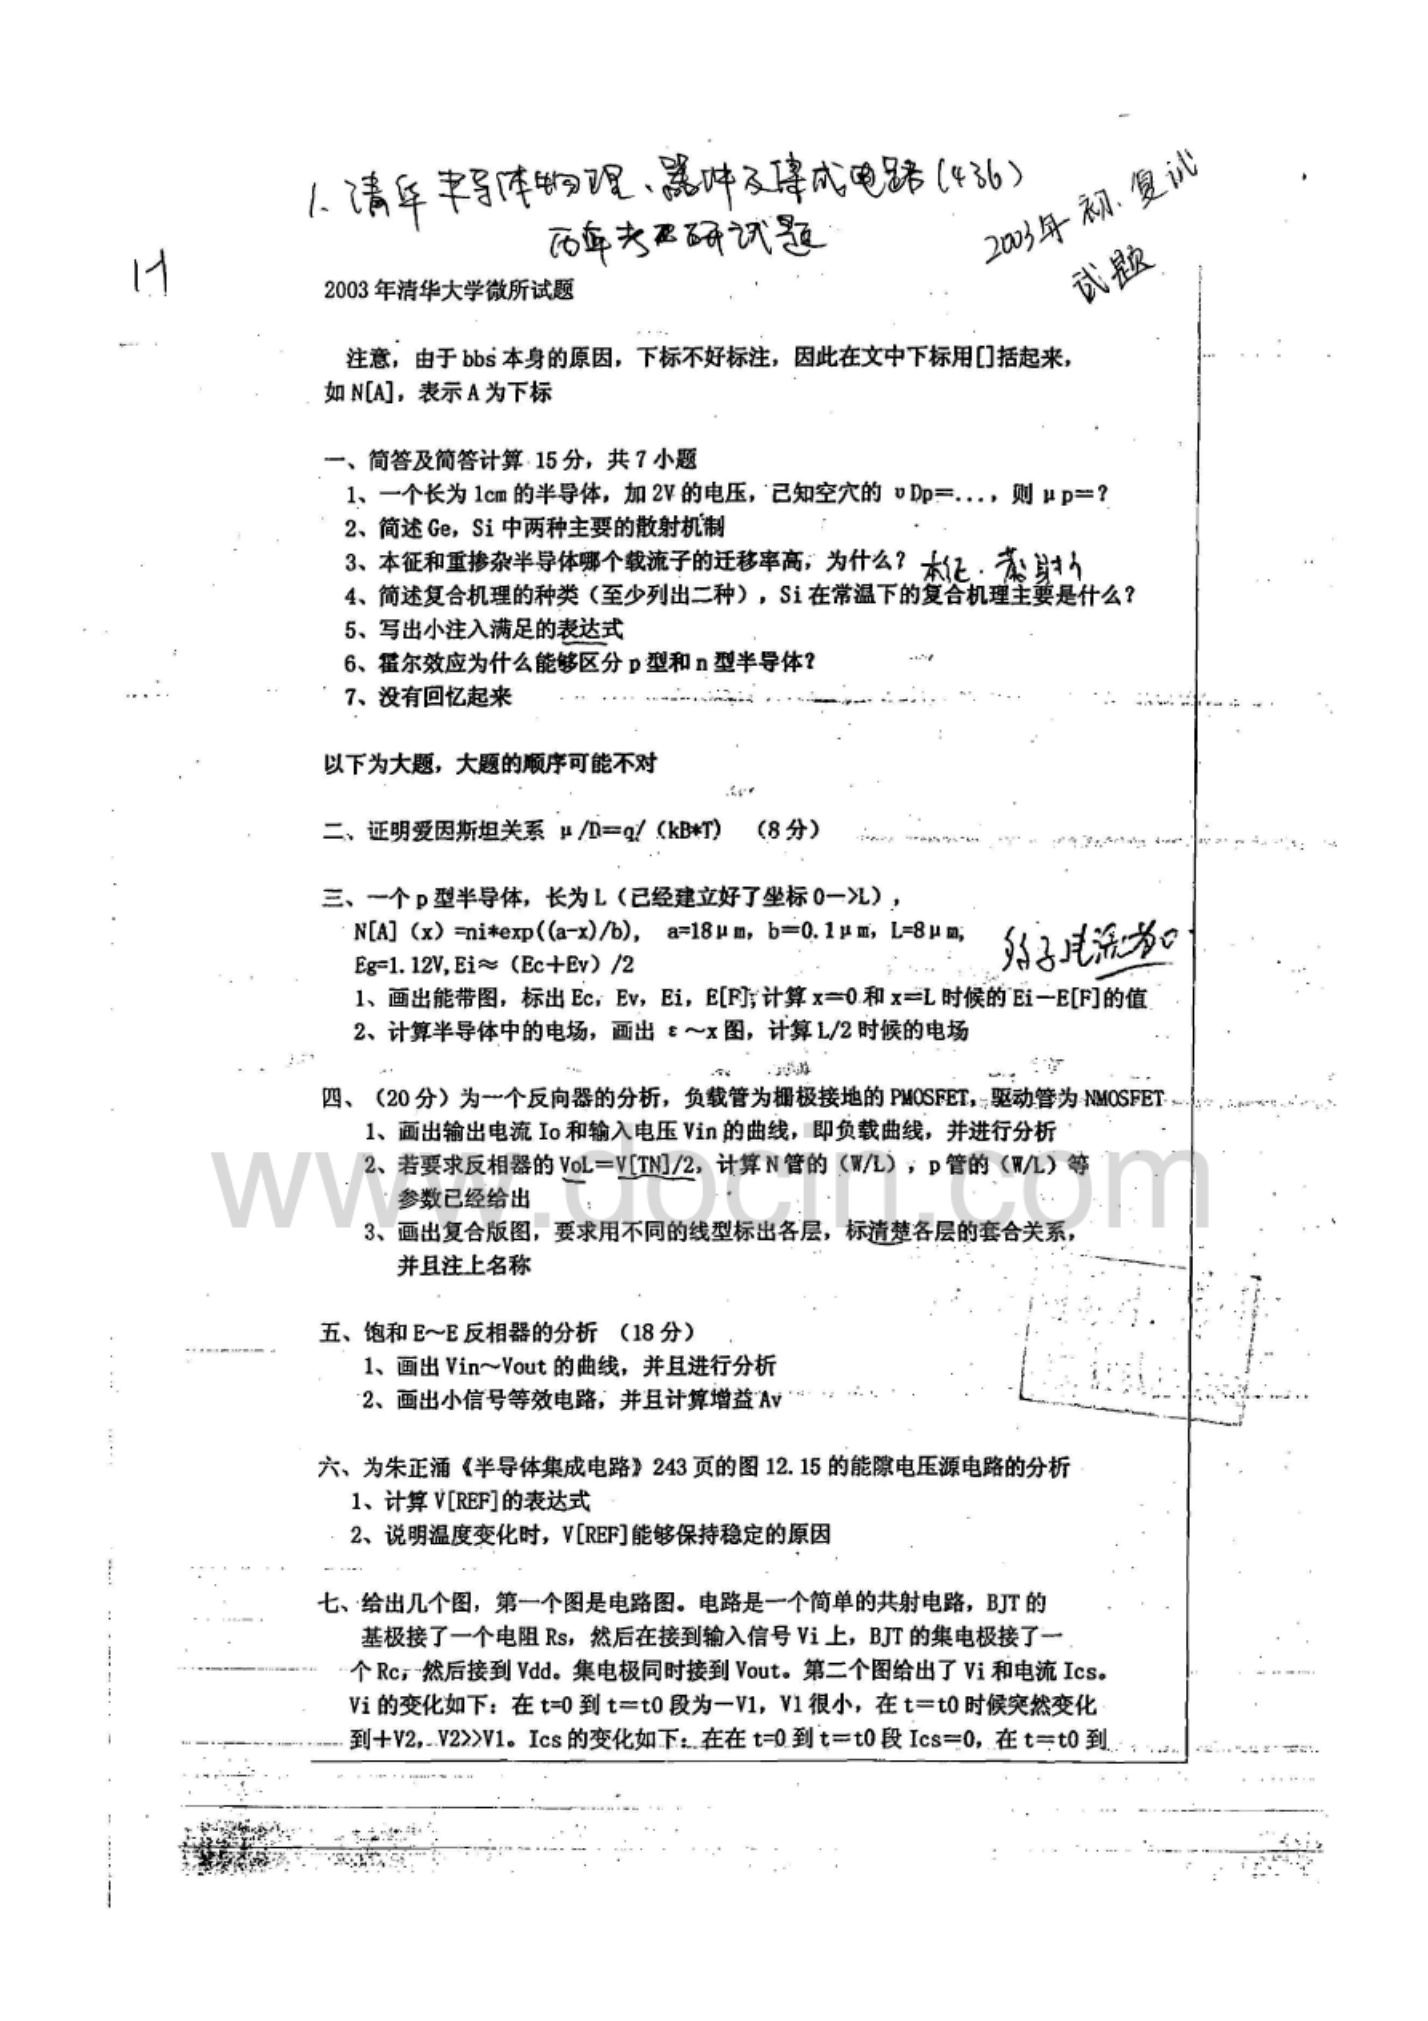 1.清华半导体物理、器件及集成电路(436)
两年考研试题
2003年初.复试
试题
2003年清华大学微所试题
注意，由于bbs本身的原因，下标不好标注，因此在文中下标用[]括起来，
如N[A]，表示A为下标
一、简答及简答计算 15分，共7小题
1、一个长为1cm的半导体，加2V的电压，已知空穴的υDp=...，则μp=?
2、简述Ge，Si中两种主要的散射机制
3、本征和重掺杂半导体哪个载流子的迁移率高，为什么？ 本征.
4、简述复合机理的种类（至少列出二种），Si在常温下的复合机理主要是什么？
5、写出小注入满足的表达式
6、霍尔效应为什么能够区分p型和n型半导体？
7、没有回忆起来
以下为大题，大题的顺序可能不对
二、证明爱因斯坦关系 μ/D=q/（kB*T） （8分）
三、一个p型半导体，长为L（已经建立好了坐标0—>L），
N[A]（x）=ni*exp((a-x)/b)， a=18μm，b=0.1μm，L=8μm，
Eg=1.12V,Ei≈（Ec+Ev）/2
多子电流为0
1、画出能带图，标出Ec，Ev，Ei，E[F];计算x=0和x=L时候的Ei—E[F]的值
2、计算半导体中的电场，画出 ε～x图，计算L/2时候的电场
四、（20分）为一个反向器的分析，负载管为栅极接地的PMOSFET，驱动管为NMOSFET
1、画出输出电流Io和输入电压Vin的曲线，即负载曲线，并进行分析
2、若要求反相器的VoL=V[TN]/2，计算N管的（W/L），p管的（W/L）等
参数已经给出
3、画出复合版图，要求用不同的线型标出各层，标清楚各层的套合关系，
并且注上名称
五、饱和E～E反相器的分析 （18分）
1、画出Vin～Vout的曲线，并且进行分析
2、画出小信号等效电路，并且计算增益Av
六、为朱正涌《半导体集成电路》243页的图12.15的能隙电压源电路的分析
1、计算V[REF]的表达式
2、说明温度变化时，V[REF]能够保持稳定的原因
七、给出几个图，第一个图是电路图。电路是一个简单的共射电路，BJT的
基极接了一个电阻Rs，然后在接到输入信号Vi上，BJT的集电极接了一
个Rc，然后接到Vdd。集电极同时接到Vout。第二个图给出了Vi和电流Ics。
Vi的变化如下：在t=0到t=t0段为—V1，V1很小，在t=t0时候突然变化
到+V2，V2>>V1。Ics的变化如下：在在t=0到t=t0段Ics=0，在t=t0到
www.docin.com